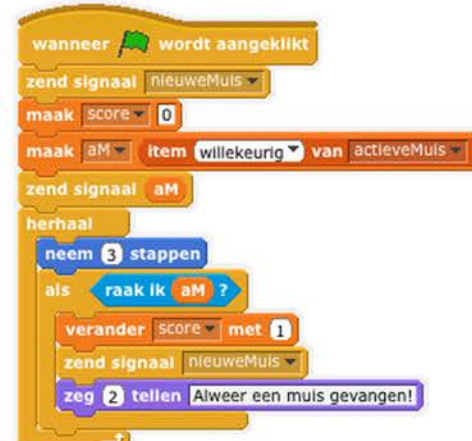 wanneer wordt aangeklikt
zend signaal nieuweMuis
maak score 0
maak aM item willekeurig van actieveMuis
zend signaal aM
herhaal
neem 3 stappen
als raak ik aM ?
verander score met 1
zend signaal nieuweMuis
zeg 2 tellen Alweer een muis gevangen!